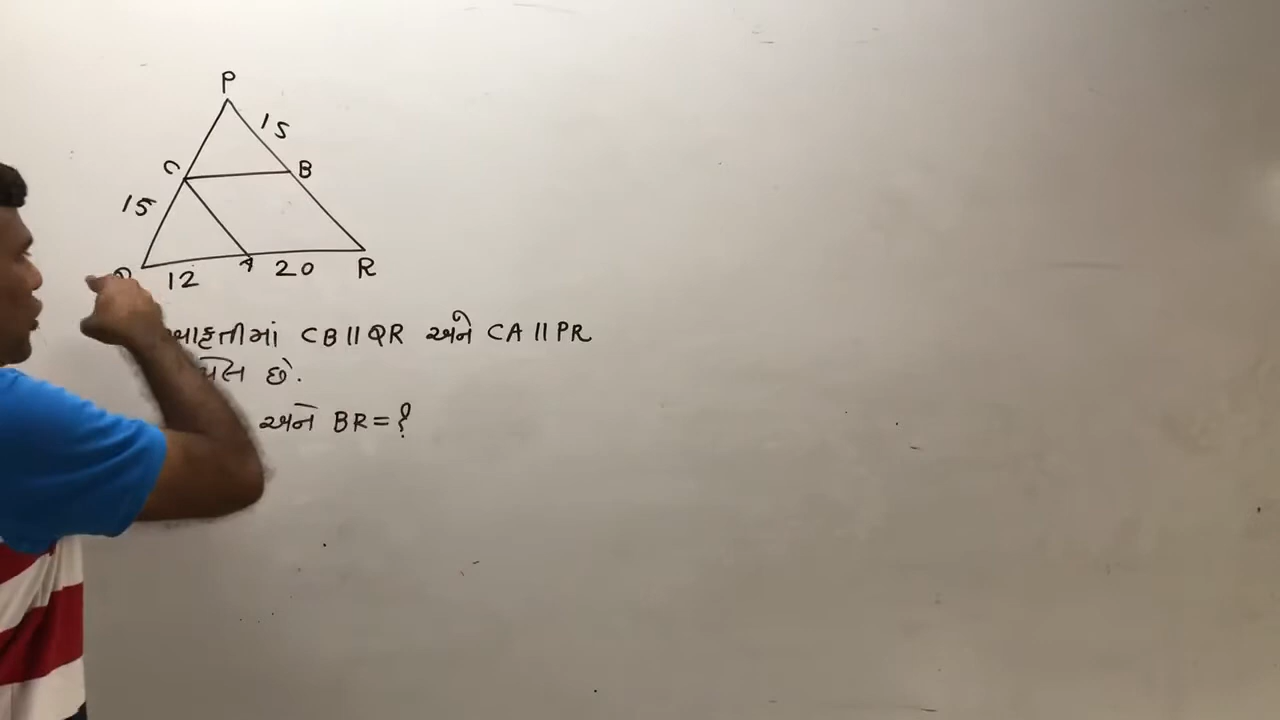 P
15
C
B
15
12
A
20
R
આકૃતીમાં CB || QR અને CA || PR
છે.
અને BR = ?